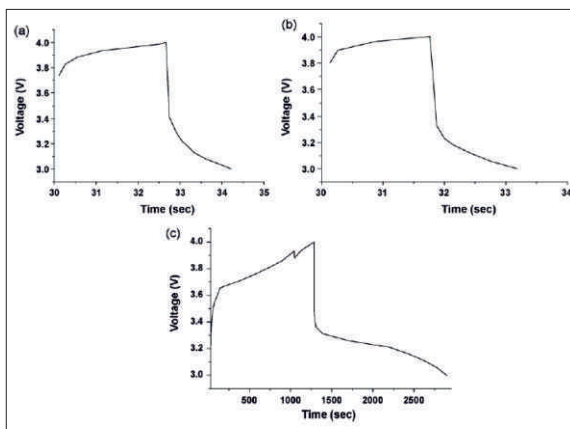 (a)
Voltage (V)
4.0
3.8
3.6
3.4
3.2
3.0
30 31 32 33 34 35
Time (sec)
(b)
Voltage (V)
4.0
3.8
3.6
3.4
3.2
3.0
30 31 32 33 34
Time (sec)
(c)
Voltage (V)
4.0
3.8
3.6
3.4
3.2
3.0
500 1000 1500 2000 2500
Time (sec)